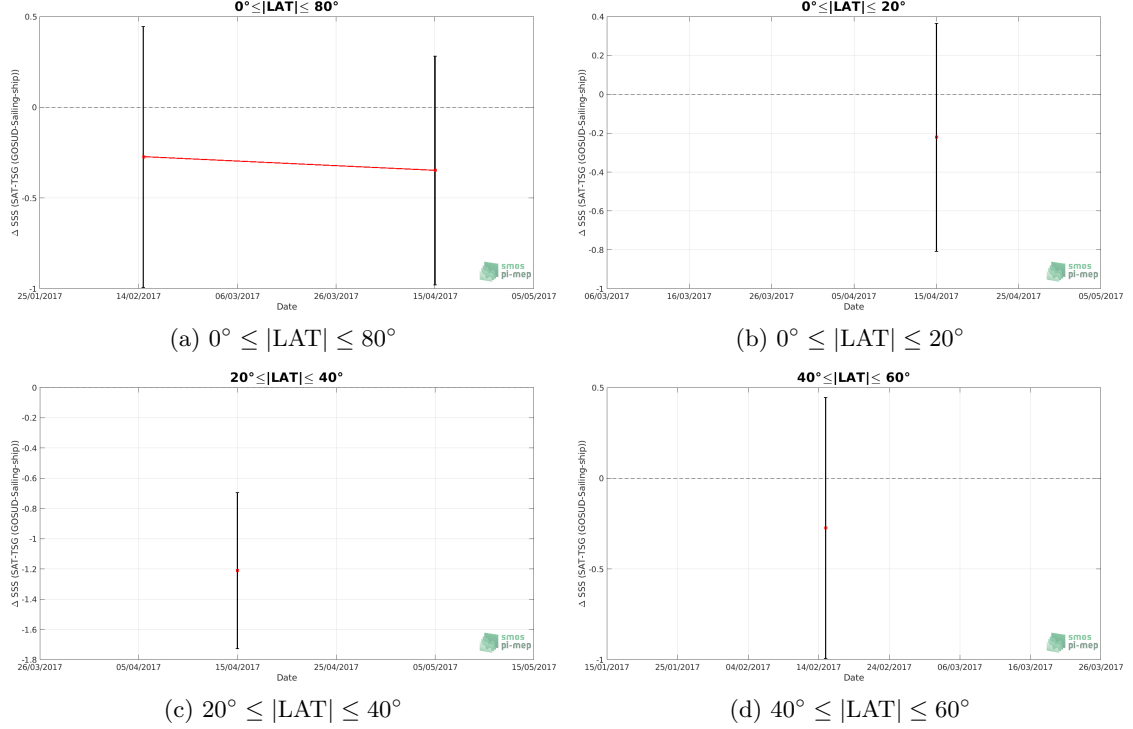 0°≤|LAT|≤ 80°
0.5
0
-0.5
-1
Δ SSS (SAT-TSG (GOSUD-Sailing-ship))
25/01/2017 14/02/2017 06/03/2017 26/03/2017 15/04/2017 05/05/2017
Date
smos
pi-mep
(a) 0° ≤ |LAT| ≤ 80°
0°≤|LAT|≤ 20°
0.4
0.2
0
-0.2
-0.4
-0.6
-0.8
-1
Δ SSS (SAT-TSG (GOSUD-Sailing-ship))
06/03/2017 16/03/2017 26/03/2017 05/04/2017 15/04/2017 25/04/2017 05/05/2017
Date
smos
pi-mep
(b) 0° ≤ |LAT| ≤ 20°
20°≤|LAT|≤ 40°
0
-0.2
-0.4
-0.6
-0.8
-1
-1.2
-1.4
-1.6
-1.8
Δ SSS (SAT-TSG (GOSUD-Sailing-ship))
26/03/2017 05/04/2017 15/04/2017 25/04/2017 05/05/2017 15/05/2017
Date
smos
pi-mep
(c) 20° ≤ |LAT| ≤ 40°
40°≤|LAT|≤ 60°
0.5
0
-0.5
-1
Δ SSS (SAT-TSG (GOSUD-Sailing-ship))
15/01/2017 25/01/2017 04/02/2017 14/02/2017 24/02/2017 06/03/2017 16/03/2017 26/03/2017
Date
smos
pi-mep
(d) 40° ≤ |LAT| ≤ 60°